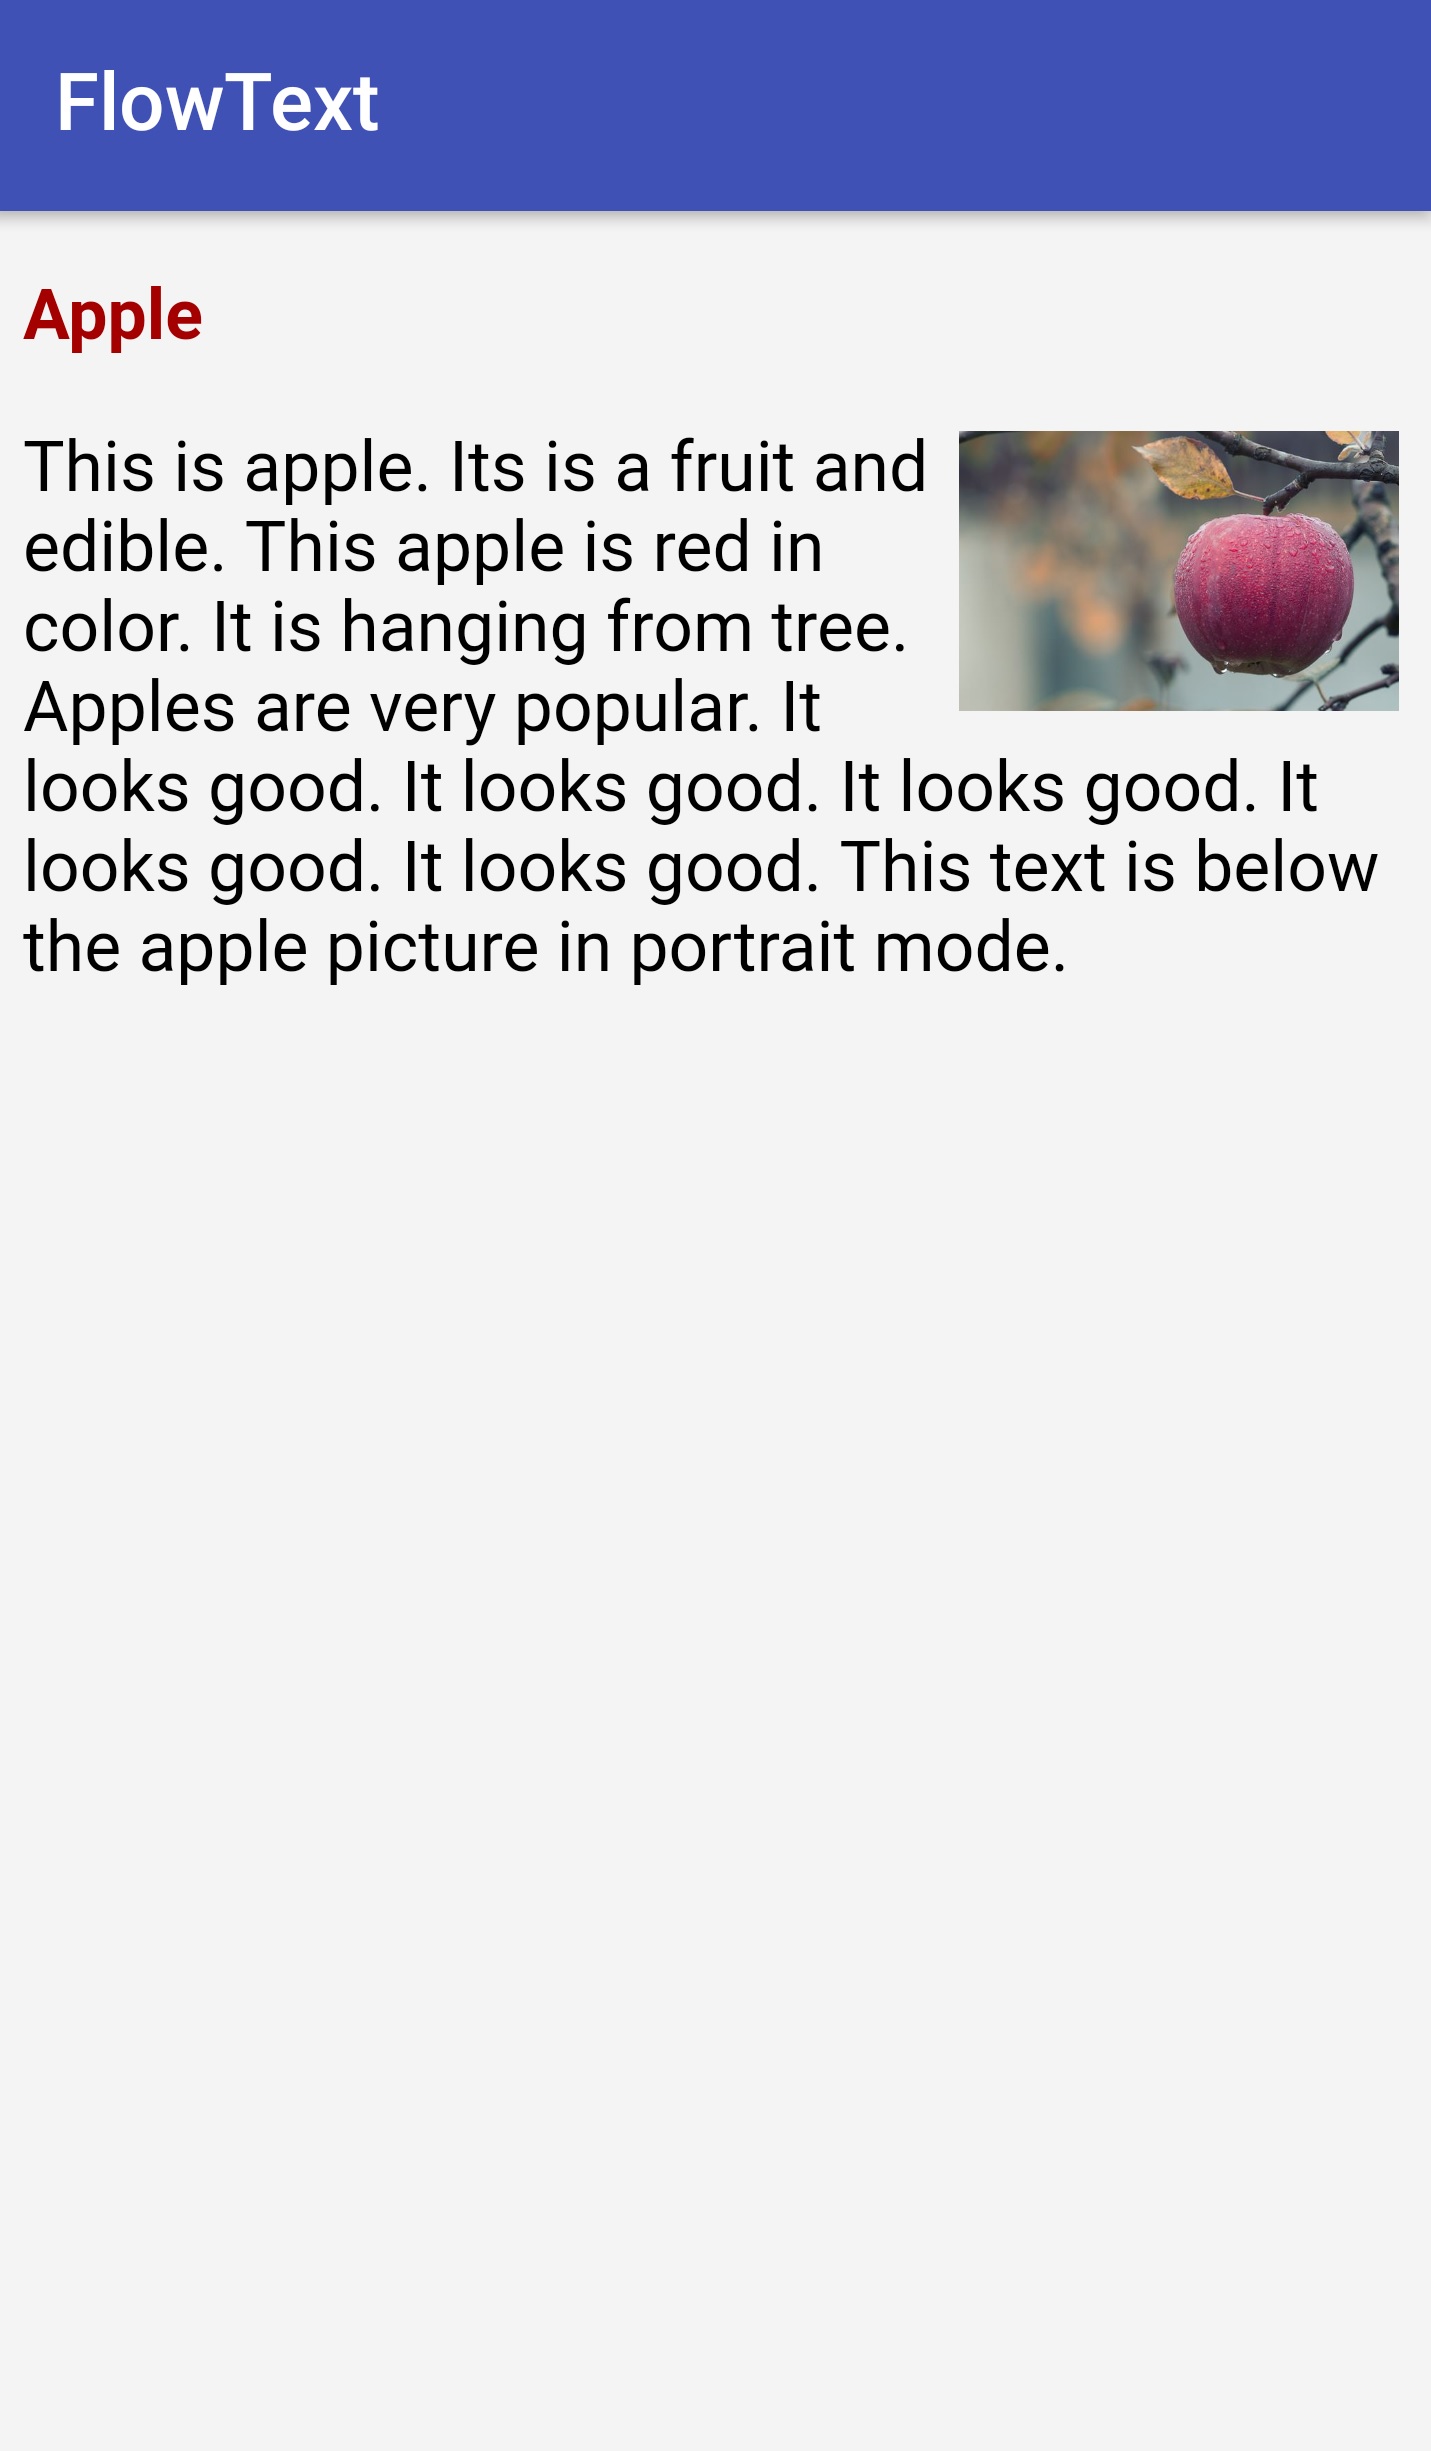 FlowText
Apple
This is apple. Its is a fruit and
edible. This apple is red in
color. It is hanging from tree.
Apples are very popular. It
looks good. It looks good. It looks good. It
looks good. It looks good. This text is below
the apple picture in portrait mode.